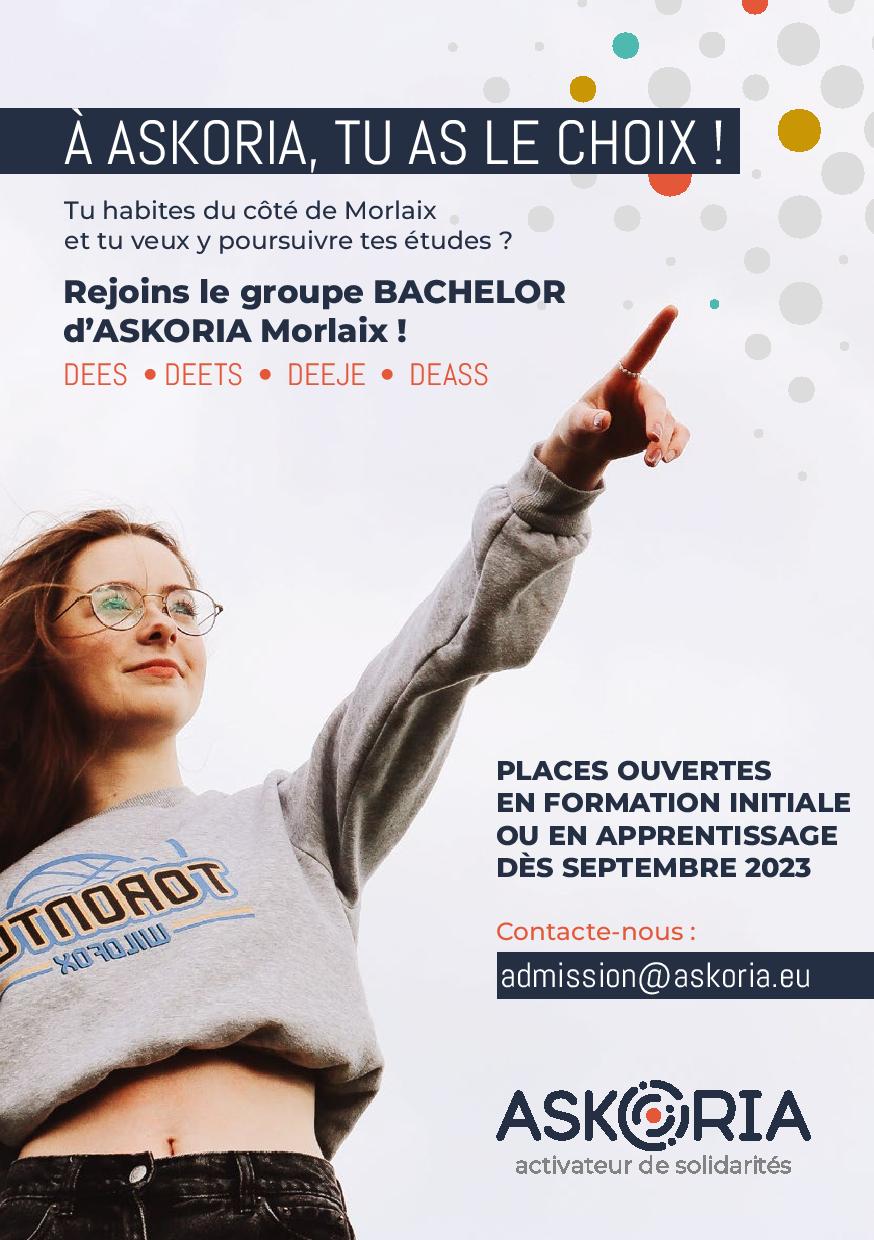 À ASKORIA, TU AS LE CHOIX !
Tu habites du côté de Morlaix
et tu veux y poursuivre tes études ?
Rejoins le groupe BACHELOR
d’ASKORIA Morlaix !
DEES • DEETS • DEEJE • DEASS
TORONTO
WILDFOX
PLACES OUVERTES
EN FORMATION INITIALE
OU EN APPRENTISSAGE
DÈS SEPTEMBRE 2023
Contacte-nous :
admission@askoria.eu
ASKORIA
activateur de solidarités